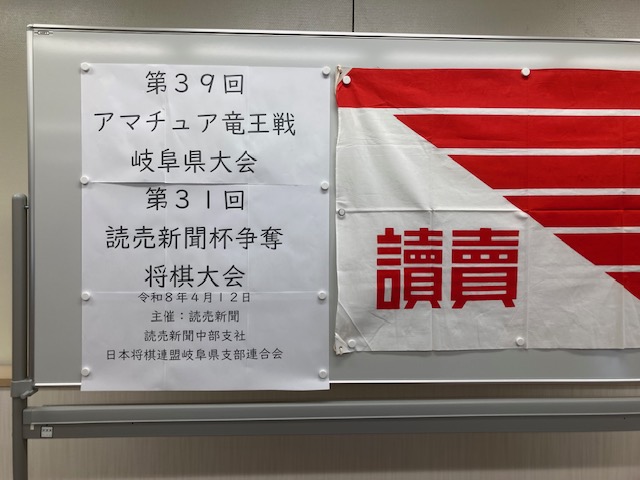 第３９回
アマチュア竜王戦
岐阜県大会
第３１回
読売新聞杯争奪
将棋大会
令和８年４月１２日
主催：読売新聞
読売新聞中部支社
日本将棋連盟岐阜県支部連合会
讀賣